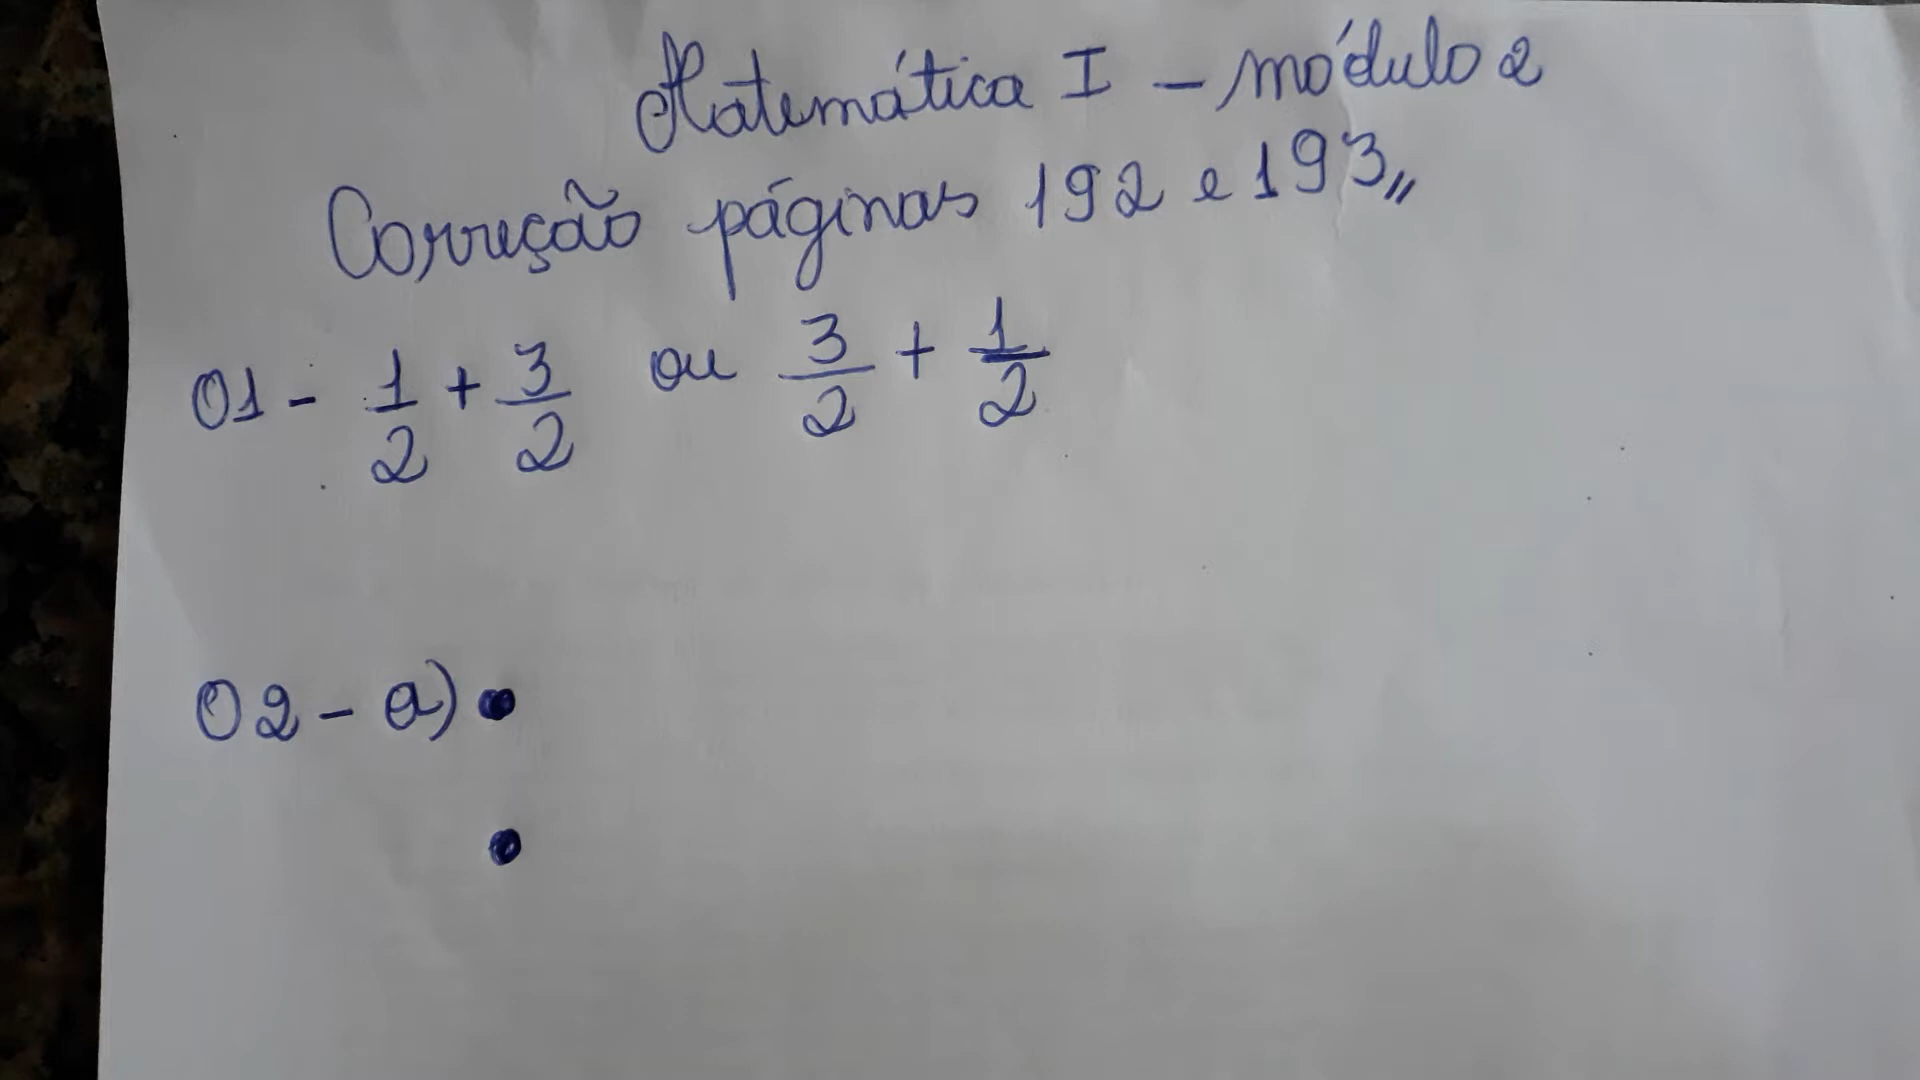 Matemática I - módulo 2
Correção páginas 192 e 193,,
01 - 1/2 + 3/2 ou 3/2 + 1/2
02 - a) •
•